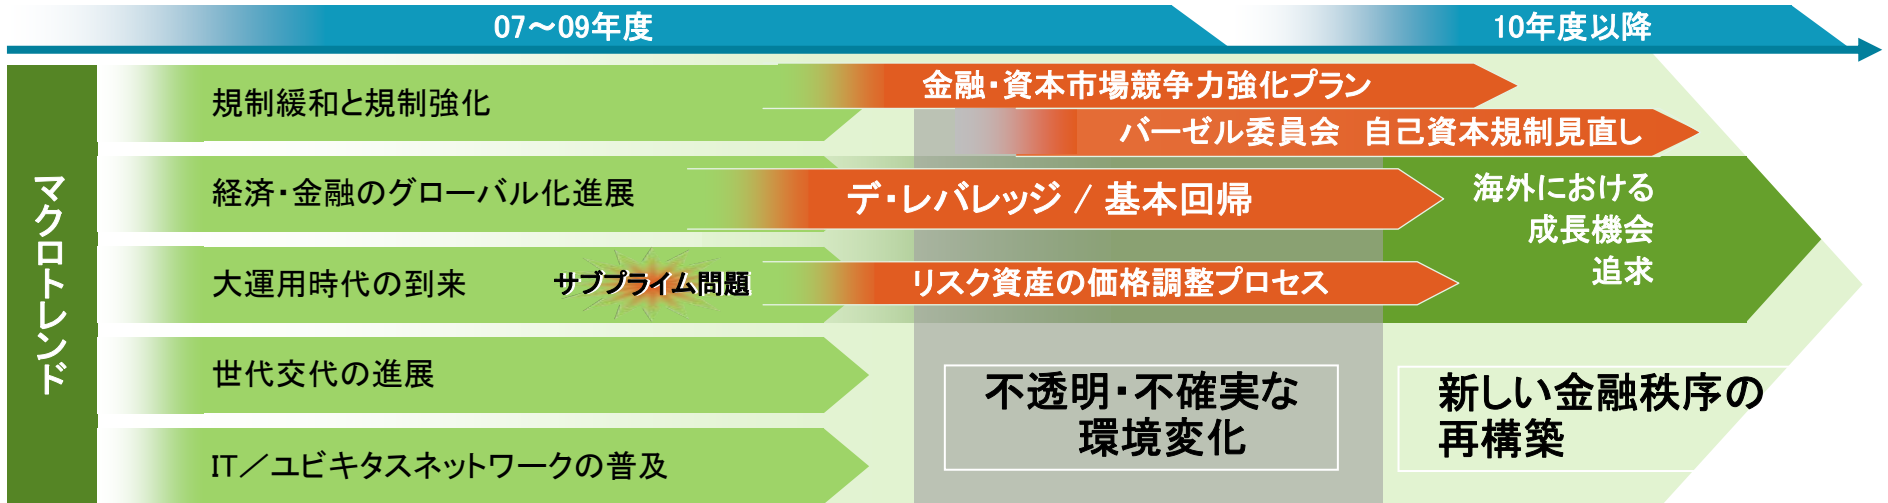 07～09年度
10年度以降
マクロトレンド
規制緩和と規制強化
金融・資本市場競争力強化プラン
バーゼル委員会　自己資本規制見直し
経済・金融のグローバル化進展
デ・レバレッジ / 基本回帰
海外における
成長機会
追求
大運用時代の到来
サブプライム問題
リスク資産の価格調整プロセス
世代交代の進展
不透明・不確実な
環境変化
新しい金融秩序の
再構築
IT／ユビキタスネットワークの普及